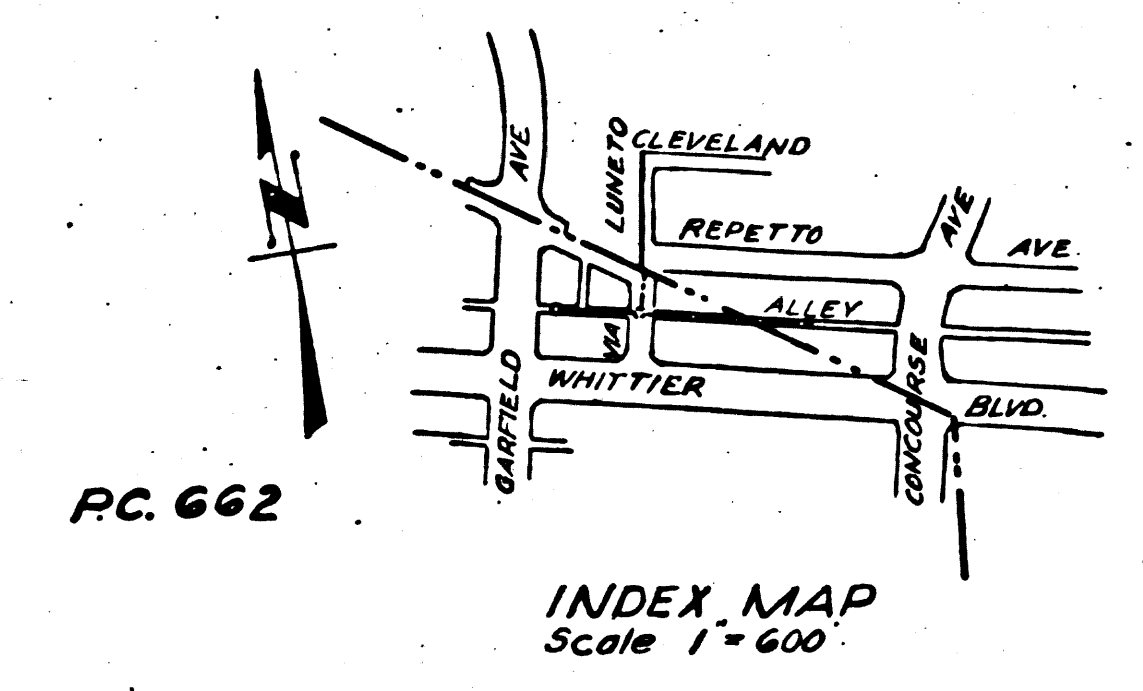 AVE
LUNETO
CLEVELAND
AVE
REPETTO
AVE.
ALLEY
VIA
WHITTIER
BLVD.
GARFIELD
CONCOURSE
P.C. 662
INDEX MAP
Scale 1" = 600'